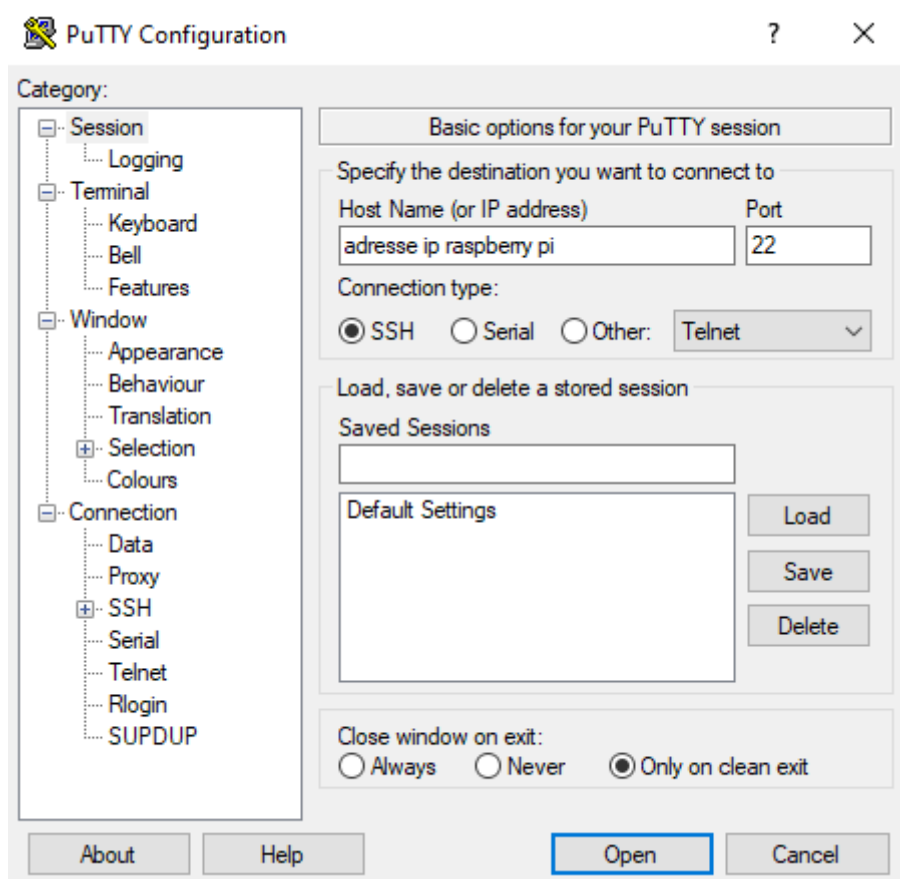 PuTTY Configuration
?
Category:
Session
Logging
Terminal
Keyboard
Bell
Features
Window
Appearance
Behaviour
Translation
Selection
Colours
Connection
Data
Proxy
SSH
Serial
Telnet
Rlogin
SUPDUP
Basic options for your PuTTY session
Specify the destination you want to connect to
Host Name (or IP address) Port
adresse ip raspberry pi 22
Connection type:
SSH Serial Other: Telnet
Load, save or delete a stored session
Saved Sessions
Default Settings
Load
Save
Delete
Close window on exit:
Always Never Only on clean exit
About Help Open Cancel